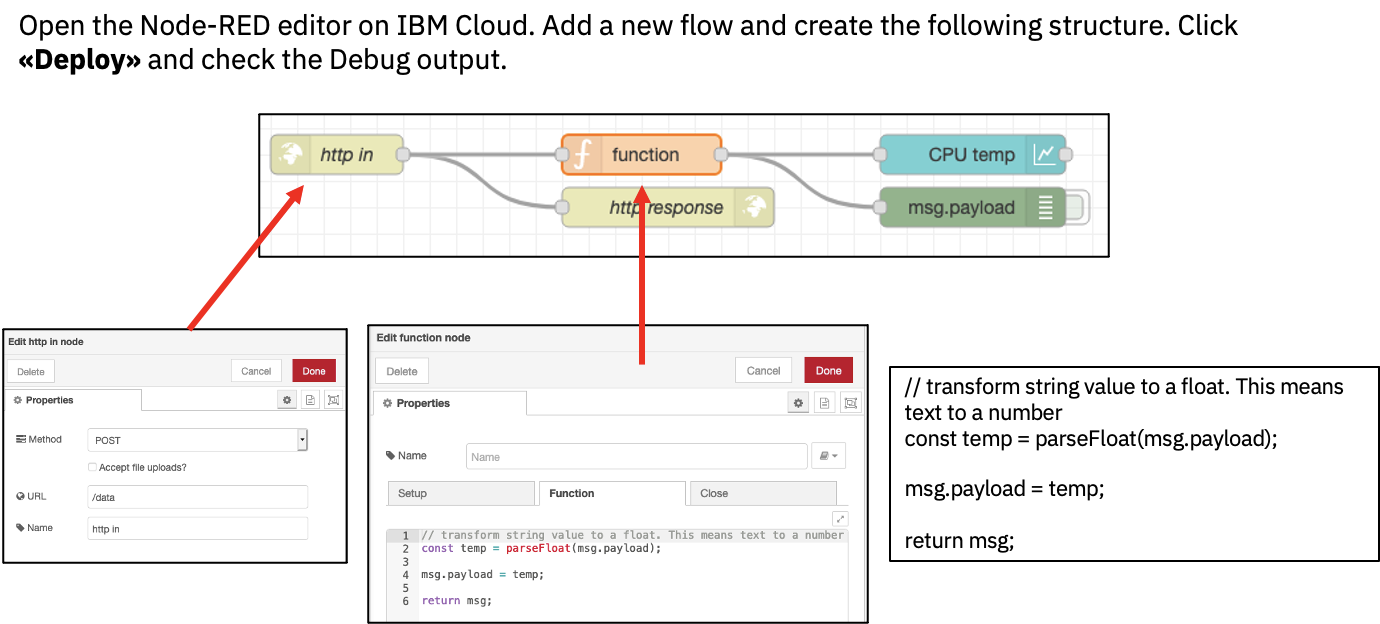 Open the Node-RED editor on IBM Cloud. Add a new flow and create the following structure. Click
«Deploy» and check the Debug output.
http in
function
CPU temp
http response
msg.payload
Edit http in node
Delete
Cancel
Done
Properties
Method
POST
Accept file uploads?
URL
/data
Name
http in
Edit function node
Delete
Cancel
Done
Properties
Name
Name
Setup
Function
Close
1 // transform string value to a float. This means text to a number
2 const temp = parseFloat(msg.payload);
3
4 msg.payload = temp;
5
6 return msg;
// transform string value to a float. This means
text to a number
const temp = parseFloat(msg.payload);
msg.payload = temp;
return msg;